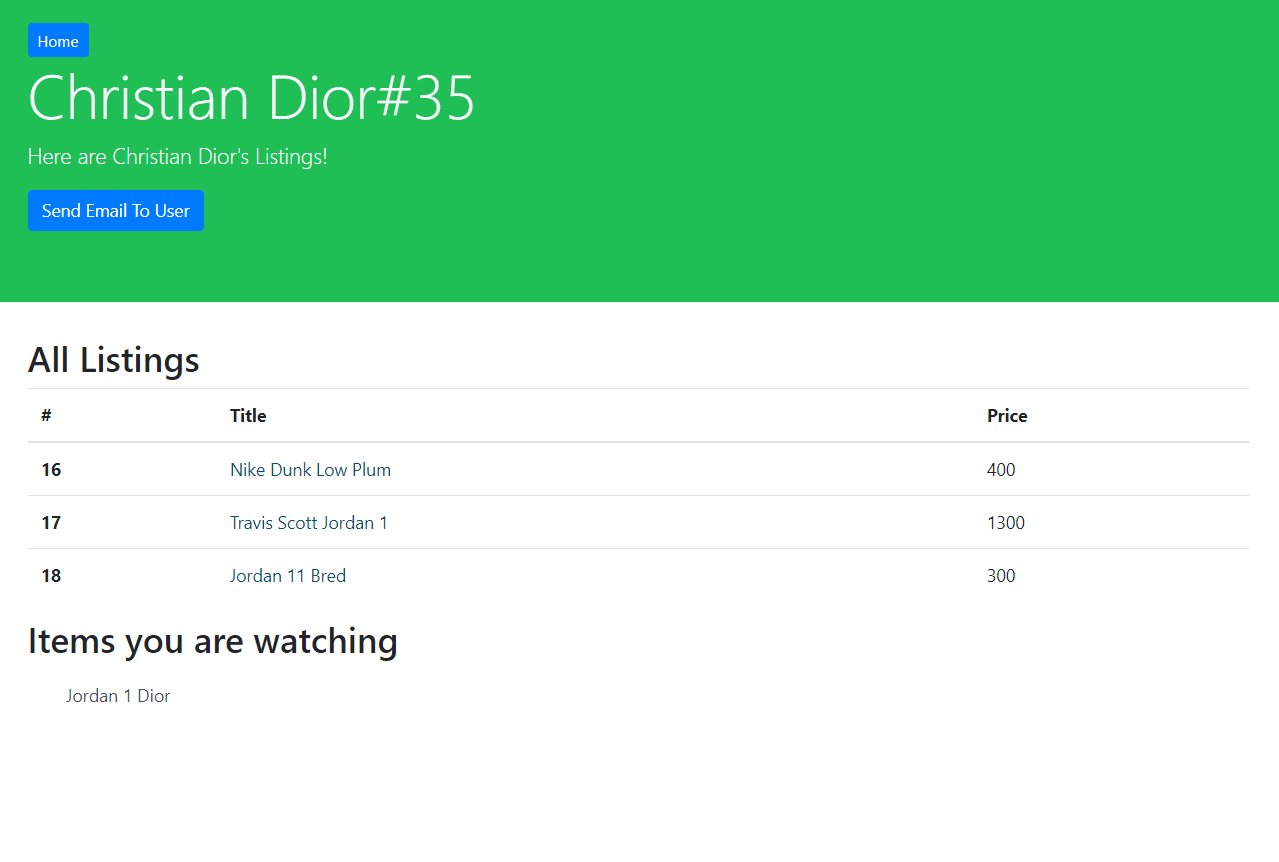 Home
Christian Dior#35
Here are Christian Dior's Listings!
Send Email To User
All Listings
# Title Price
16 Nike Dunk Low Plum 400
17 Travis Scott Jordan 1 1300
18 Jordan 11 Bred 300
Items you are watching
Jordan 1 Dior